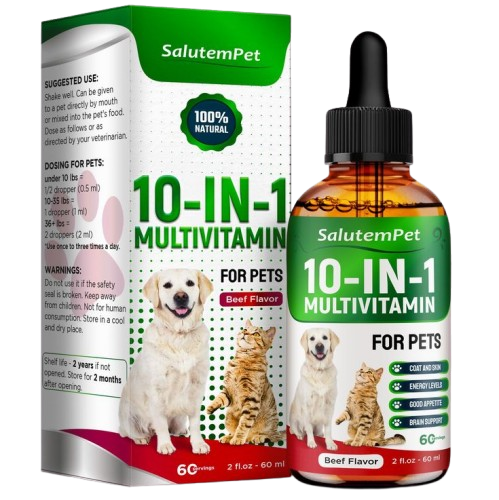 SalutemPet
100%
NATURAL
10-IN-1
MULTIVITAMIN
FOR PETS
Beef Flavor
60 servings
2 fl.oz - 60 ml
SUGGESTED USE:
Shake well. Can be given
to a pet directly by mouth
or mixed into the pet's food.
Dose as follows or as
directed by your veterinarian.
DOSING FOR PETS:
under 10 lbs =
1/2 dropper (0.5 ml)
10-35 lbs =
1 dropper (1 ml)
36+ lbs =
2 droppers (2 ml)
*Use once to three times a day.
WARNINGS:
Do not use it if the safety
seal is broken. Keep away
from children. Not for human
consumption. Store in a cool
and dry place.
Shelf life - 2 years if not
opened. Store for 2 months
after opening.
SalutemPet
10-IN-1
MULTIVITAMIN
FOR PETS
COAT AND SKIN
ENERGY LEVELS
GOOD APPETITE
BRAIN SUPPORT
60
Beef Flavor
2 fl.oz - 60 ml